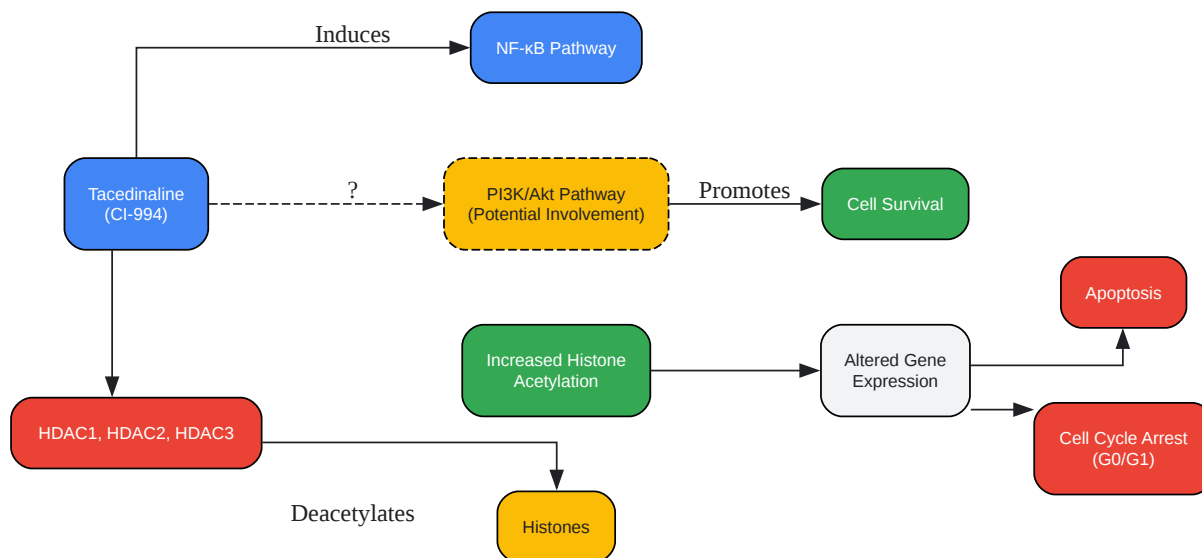 Induces
NF-κB Pathway
Tacedinaline
(CI-994)
?
PI3K/Akt Pathway
(Potential Involvement)
Promotes
Cell Survival
Apoptosis
Increased Histone
Acetylation
Altered Gene
Expression
HDAC1, HDAC2, HDAC3
Cell Cycle Arrest
(G0/G1)
Deacetylates
Histones